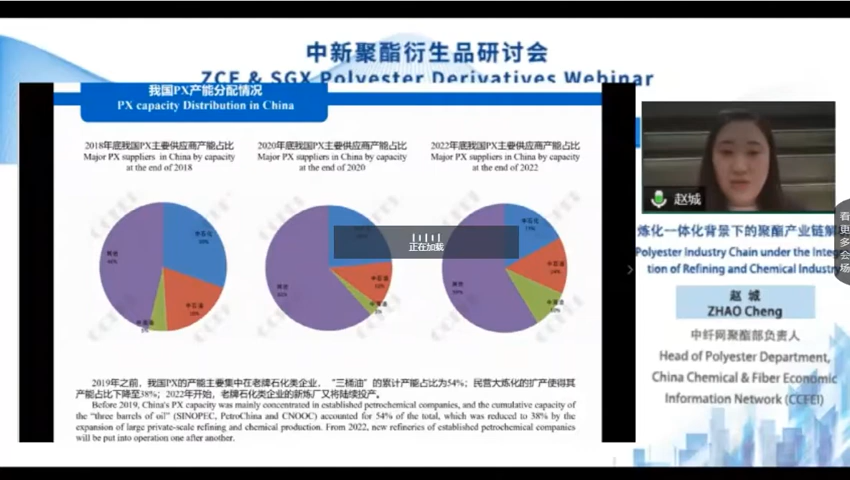 中新聚酯衍生品研讨会
ZCE & SGX Polyester Derivatives Webinar
我国PX产能分配情况
PX capacity Distribution in China
2018年底我国PX主要供应商产能占比
Major PX suppliers in China by capacity
at the end of 2018
2020年底我国PX主要供应商产能占比
Major PX suppliers in China by capacity
at the end of 2020
2022年底我国PX主要供应商产能占比
Major PX suppliers in China by capacity
at the end of 2022
中石化
中石油
正在加载
2019年之前，我国PX的产能主要集中在老牌石化类企业，“三桶油”的累计产能占比为54%；民营大炼化的扩产使得其
产能占比下降至38%；2022年开始，老牌石化类企业的新炼厂又将陆续投产。
Before 2019, China's PX capacity was mainly concentrated in established petrochemical companies, and the cumulative capacity of
the “three barrels of oil” (SINOPEC, PetroChina and CNOOC) accounted for 54% of the total, which was reduced to 38% by the
expansion of large private-scale refining and chemical production. From 2022, new refineries of established petrochemical companies
will be put into operation one after another.
赵城
炼化一体化背景下的聚酯产业链解
Polyester Industry Chain under the Integ
tion of Refining and Chemical Industry
赵 城
ZHAO Cheng
中纤网聚酯部负责人
Head of Polyester Department,
China Chemical & Fiber Economic
Information Network (CCFEI)
看更多会场